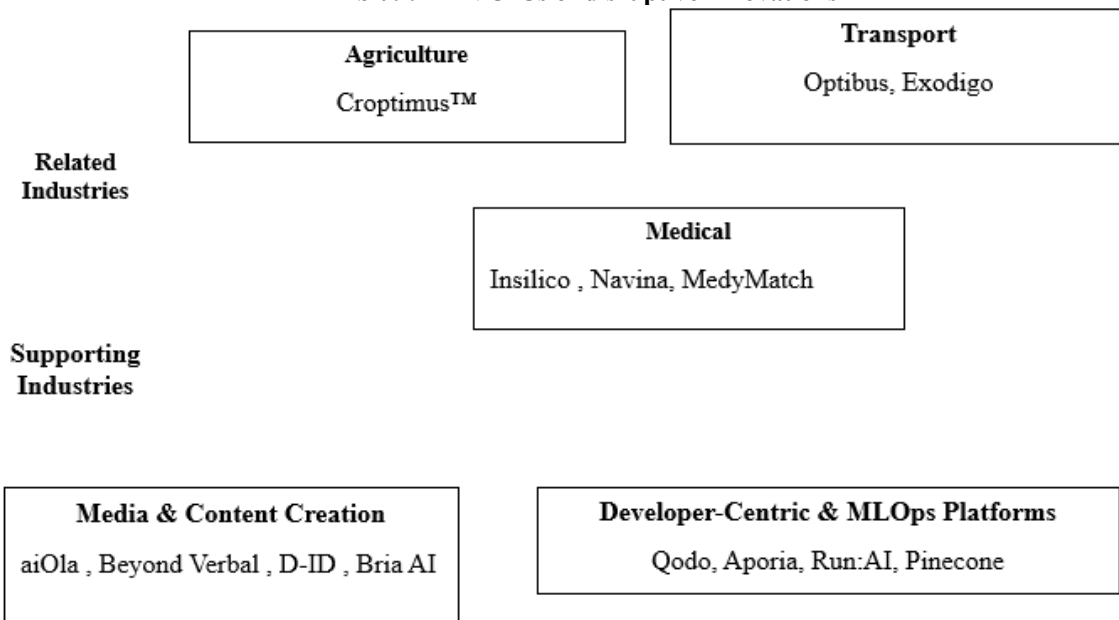 Agriculture
Croptimus™
Transport
Optibus, Exodigo
Related
Industries
Medical
Insilico , Navina, MedyMatch
Supporting
Industries
Media & Content Creation
aiOla , Beyond Verbal , D-ID , Bria AI
Developer-Centric & MLOps Platforms
Qodo, Aporia, Run:AI, Pinecone